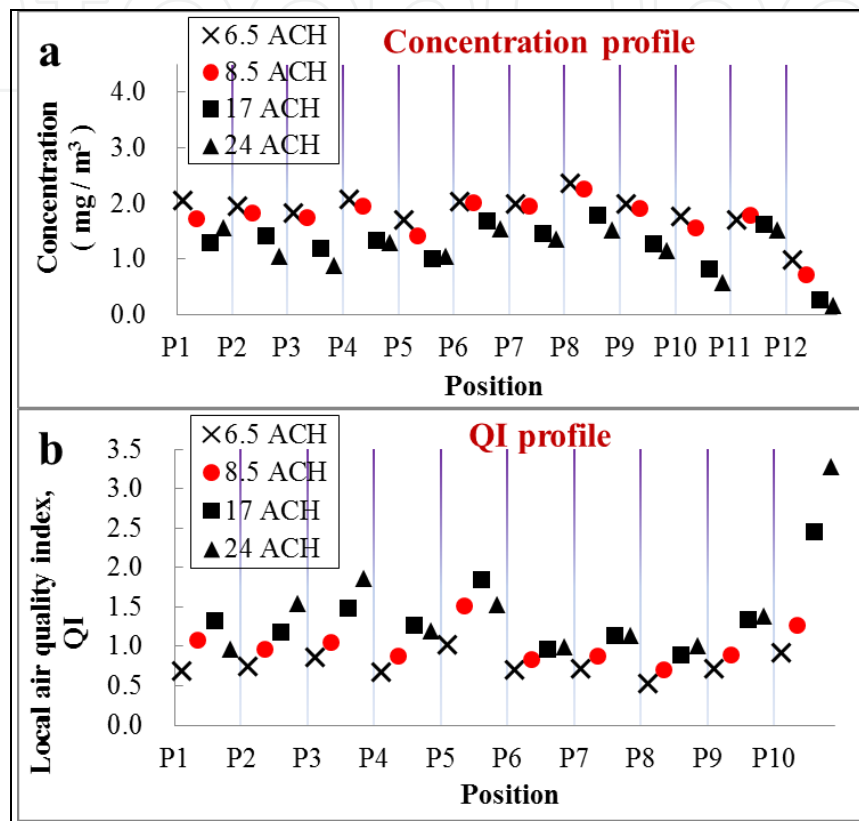 a
× 6.5 ACH
● 8.5 ACH
■ 17 ACH
▲ 24 ACH
Concentration profile
Concentration
( mg / m³ )
4.0
3.0
2.0
1.0
0.0
P1 P2 P3 P4 P5 P6 P7 P8 P9 P10 P11 P12
Position
b
× 6.5 ACH
● 8.5 ACH
■ 17 ACH
▲ 24 ACH
QI profile
Local air quality index,
QI
3.5
3.0
2.5
2.0
1.5
1.0
0.5
0.0
P1 P2 P3 P4 P5 P6 P7 P8 P9 P10
Position